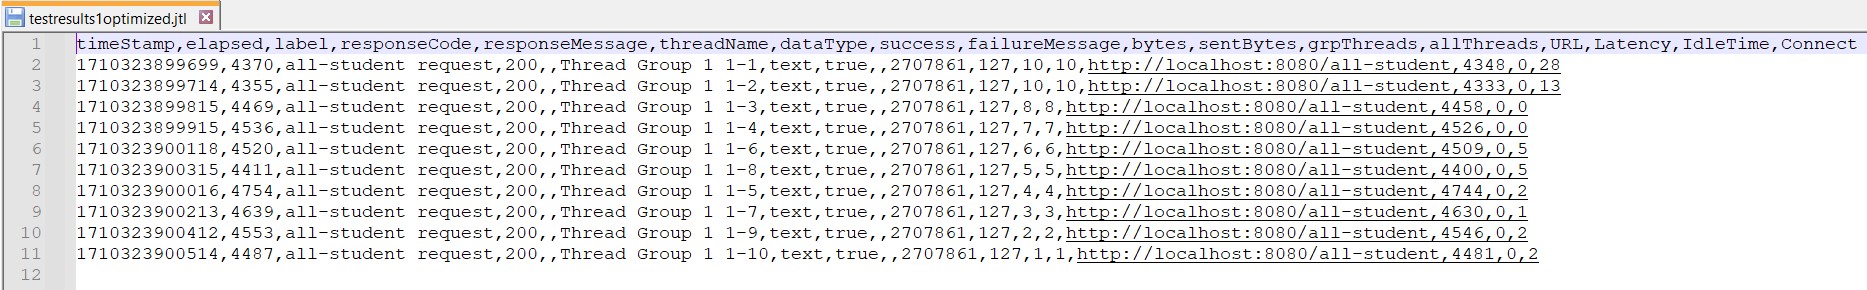 testresults1optimized.jtl
1 timeStamp,elapsed,label,responseCode,responseMessage,threadName,dataType,success,failureMessage,bytes,sentBytes,grpThreads,allThreads,URL,Latency,IdleTime,Connect
2 1710323899699,4370,all-student request,200,,Thread Group 1 1-1,text,true,,2707861,127,10,10,http://localhost:8080/all-student,4348,0,28
3 1710323899714,4355,all-student request,200,,Thread Group 1 1-2,text,true,,2707861,127,10,10,http://localhost:8080/all-student,4333,0,13
4 1710323899815,4469,all-student request,200,,Thread Group 1 1-3,text,true,,2707861,127,8,8,http://localhost:8080/all-student,4458,0,0
5 1710323899915,4536,all-student request,200,,Thread Group 1 1-4,text,true,,2707861,127,7,7,http://localhost:8080/all-student,4526,0,0
6 1710323900118,4520,all-student request,200,,Thread Group 1 1-6,text,true,,2707861,127,6,6,http://localhost:8080/all-student,4509,0,5
7 1710323900315,4411,all-student request,200,,Thread Group 1 1-8,text,true,,2707861,127,5,5,http://localhost:8080/all-student,4400,0,5
8 1710323900016,4754,all-student request,200,,Thread Group 1 1-5,text,true,,2707861,127,4,4,http://localhost:8080/all-student,4744,0,2
9 1710323900213,4639,all-student request,200,,Thread Group 1 1-7,text,true,,2707861,127,3,3,http://localhost:8080/all-student,4630,0,1
10 1710323900412,4553,all-student request,200,,Thread Group 1 1-9,text,true,,2707861,127,2,2,http://localhost:8080/all-student,4546,0,2
11 1710323900514,4487,all-student request,200,,Thread Group 1 1-10,text,true,,2707861,127,1,1,http://localhost:8080/all-student,4481,0,2
12